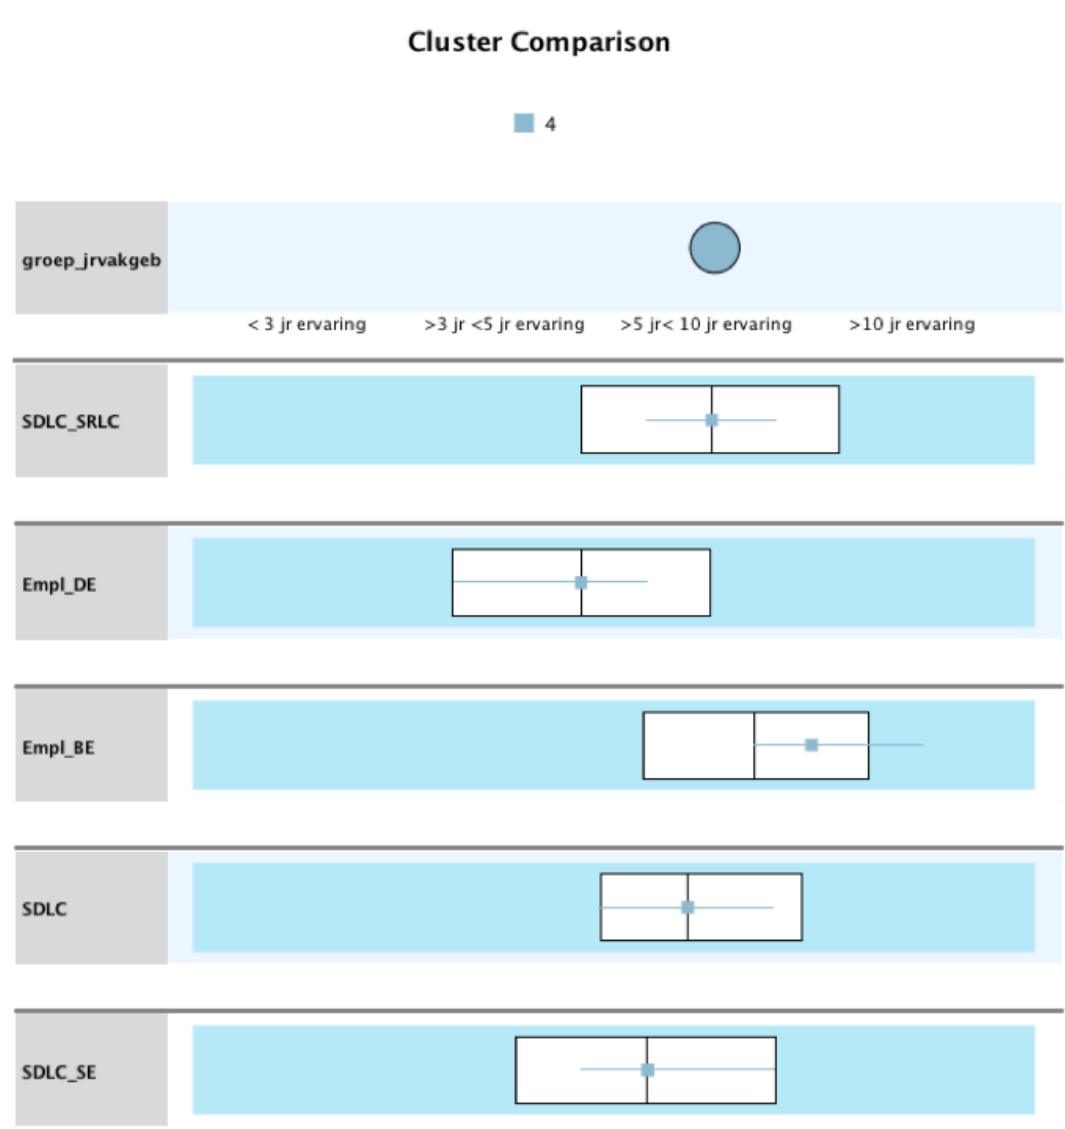 Cluster Comparison
4
groep_jrvakgeb
< 3 jr ervaring >3 jr <5 jr ervaring >5 jr< 10 jr ervaring >10 jr ervaring
SDLC_SRLC
Empl_DE
Empl_BE
SDLC
SDLC_SE